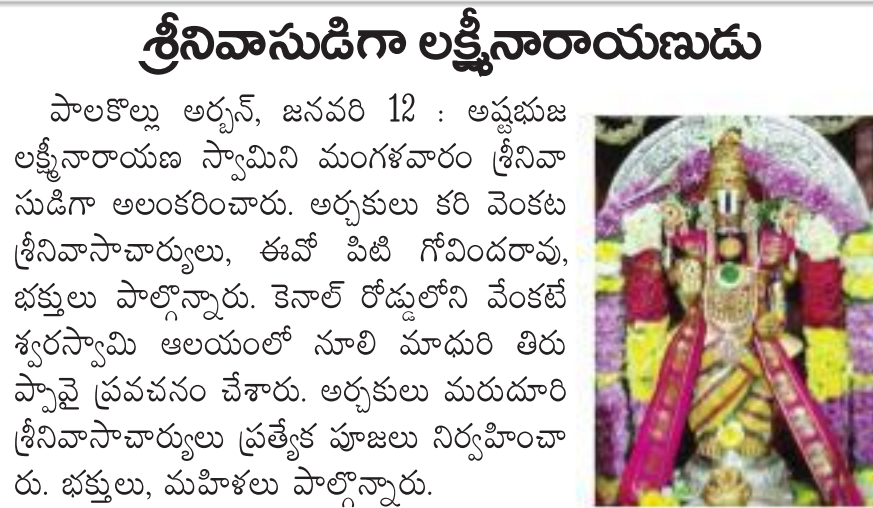 శ్రీనివాసుడిగా లక్ష్మీనారాయణుడు
పాలకొల్లు అర్బన్, జనవరి 12 : అష్టభుజ
లక్ష్మీనారాయణ స్వామిని మంగళవారం శ్రీనివా
సుడిగా అలంకరించారు. అర్చకులు కరి వెంకట
శ్రీనివాసాచార్యులు, ఈవో పిటి గోవిందరావు,
భక్తులు పాల్గొన్నారు. కెనాల్ రోడ్డులోని వేంకటే
శ్వరస్వామి ఆలయంలో నూలి మాధురి తిరు
ప్పావై ప్రవచనం చేశారు. అర్చకులు మరుదూరి
శ్రీనివాసాచార్యులు ప్రత్యేక పూజలు నిర్వహించా
రు. భక్తులు, మహిళలు పాల్గొన్నారు.